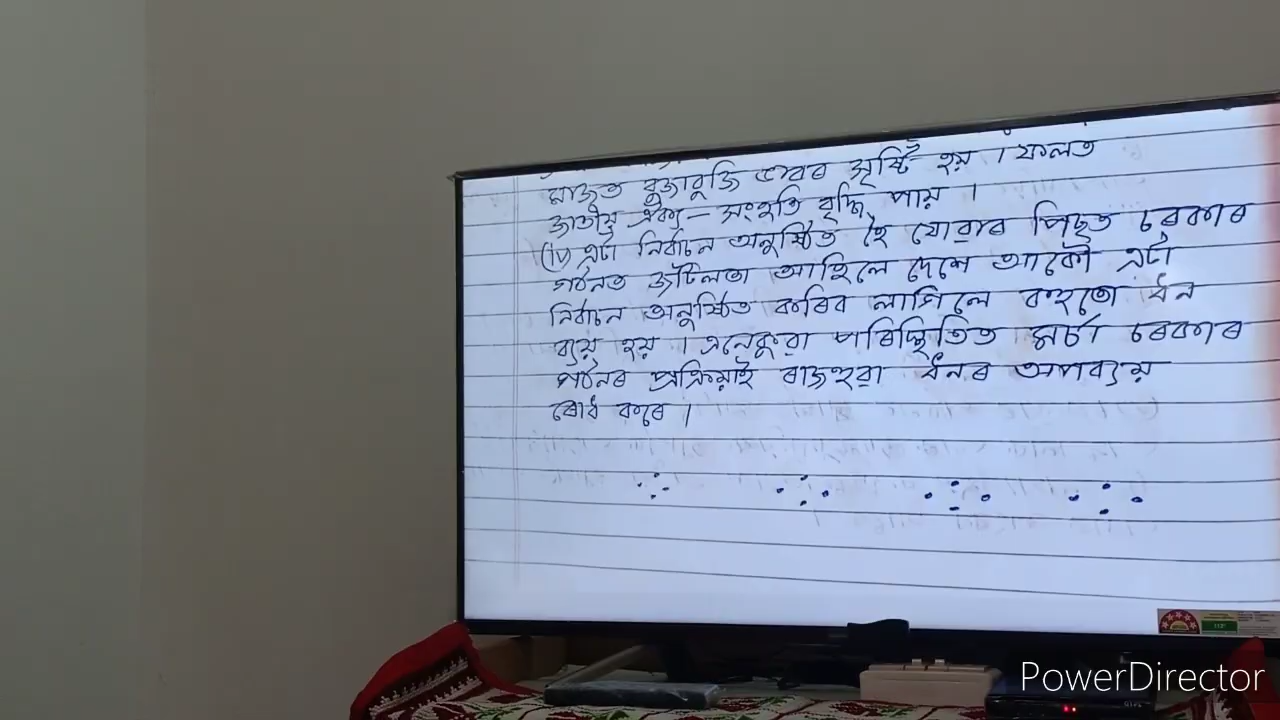 মাজত বুজাবুজি ভাবৰ সৃষ্টি হয় । ফলত
জাতীয় ঐক্য - সংহতি বৃদ্ধি পায় ।
(iv) এটা নিৰ্বাচন অনুষ্ঠিত হৈ যোৱাৰ পিছত চৰকাৰ
গঠনত জটিলতা আহিলে দেশে আকৌ এটা
নিৰ্বাচন অনুষ্ঠিত কৰিব লাগিলে বহুতো ধন
ব্যয় হয় । এনেকুৱা পৰিস্থিতিত মৰ্চা চৰকাৰ
গঠনৰ প্ৰক্ৰিয়াই ৰাজহুৱা ধনৰ অপব্যয়
ৰোধ কৰে ।
PowerDirector